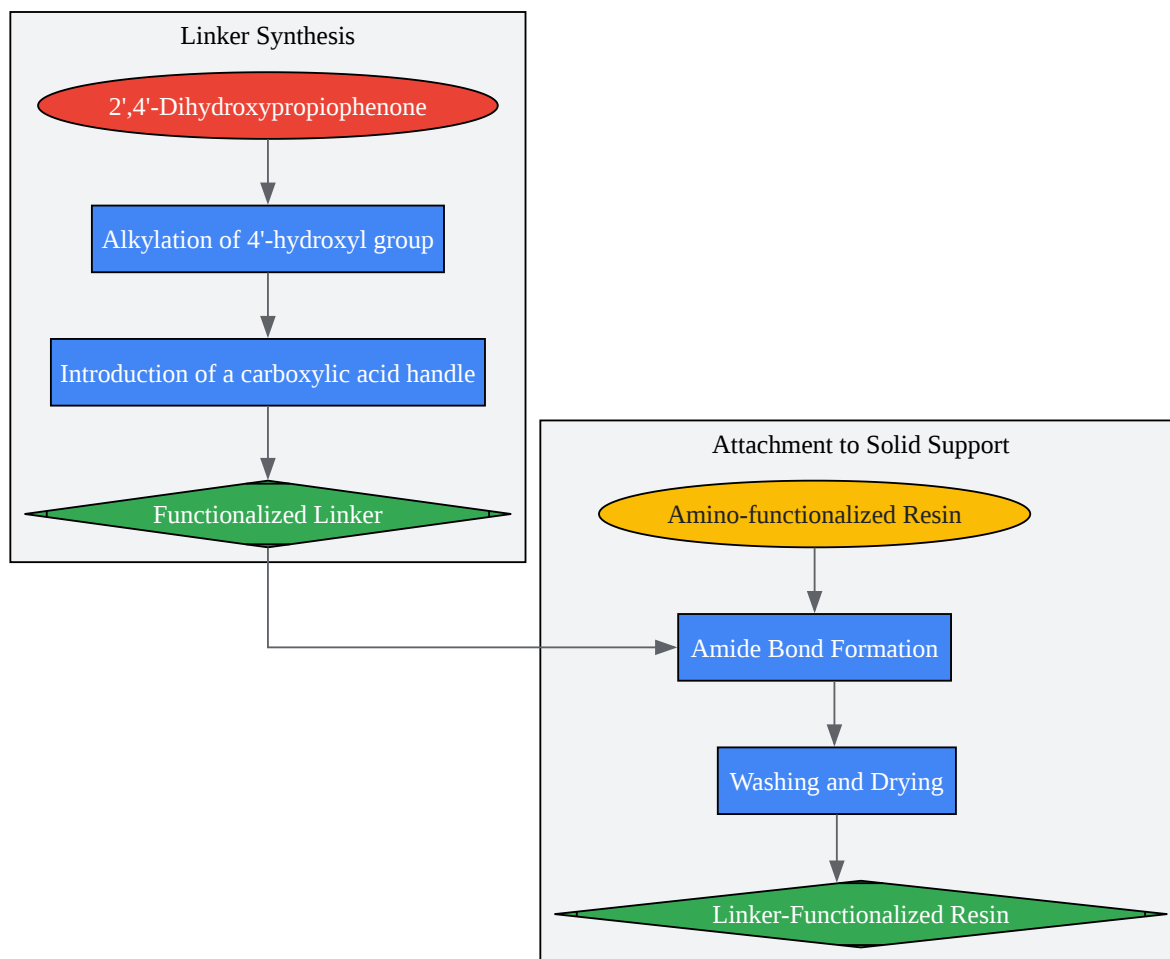 Linker Synthesis
2',4'-Dihydroxypropiophenone
Alkylation of 4'-hydroxyl group
Introduction of a carboxylic acid handle
Functionalized Linker
Attachment to Solid Support
Amino-functionalized Resin
Amide Bond Formation
Washing and Drying
Linker-Functionalized Resin